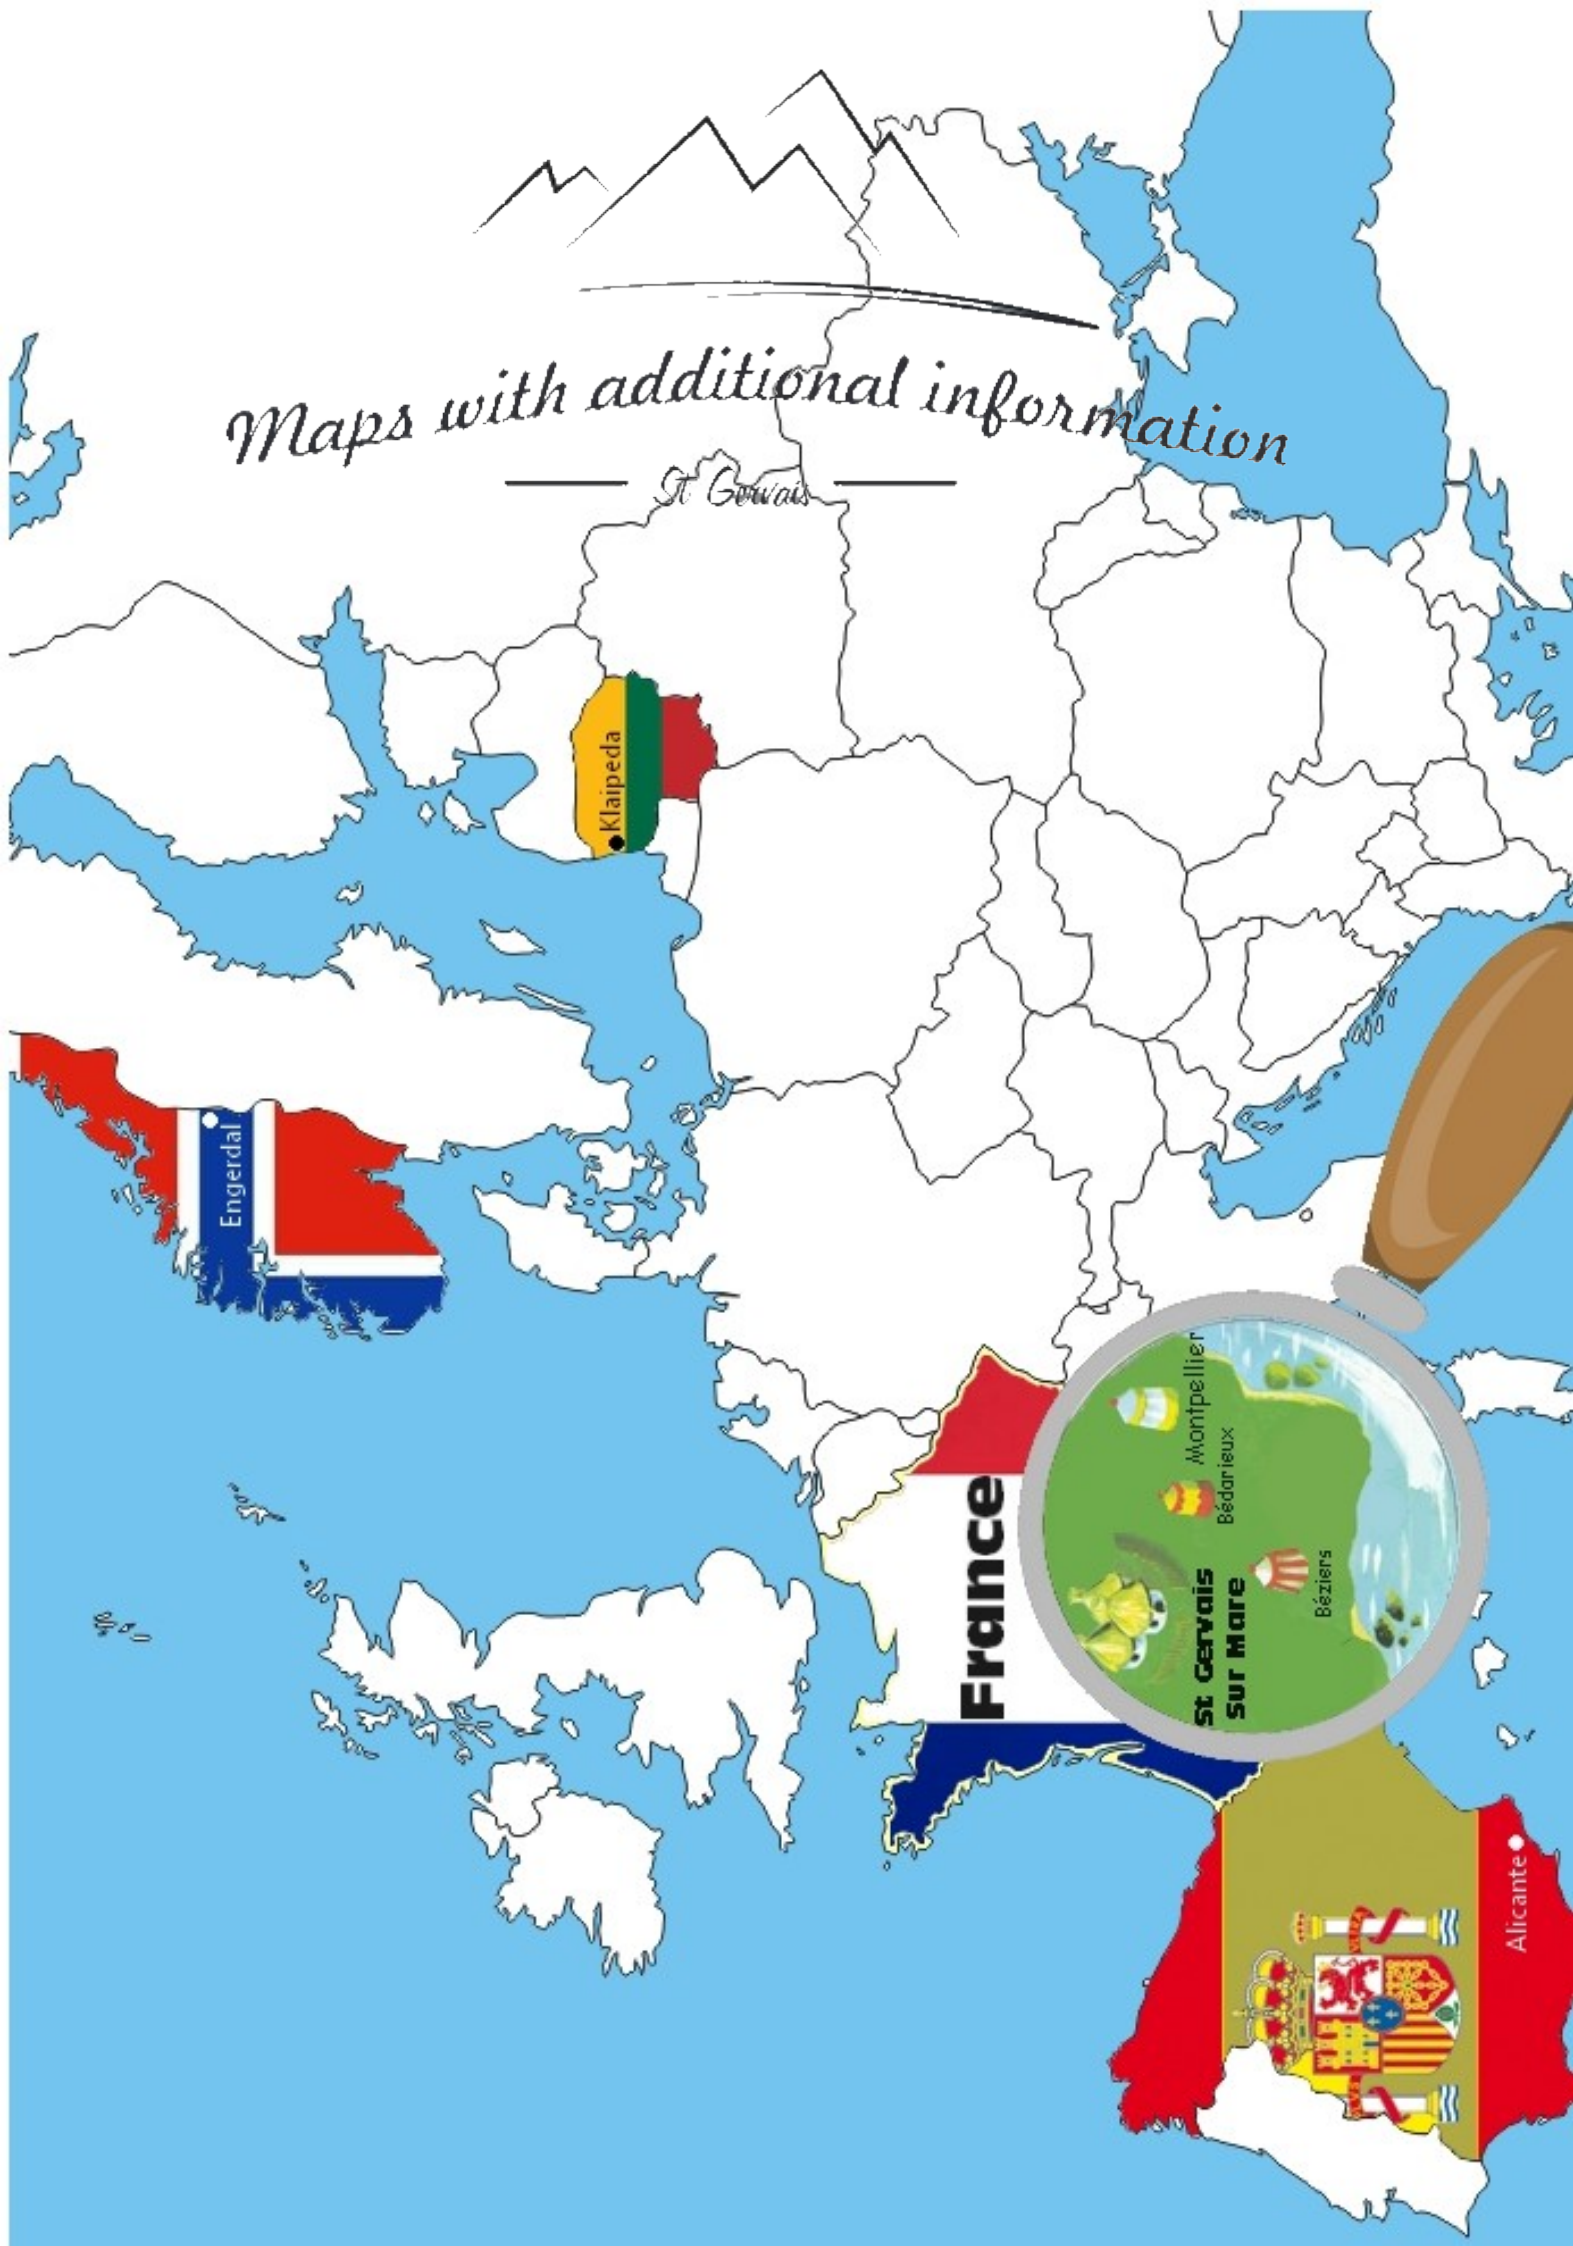 Maps with additional information
St Gervais
Klaipeda
Engerdal
France
Montpellier
Bédarieux
St Gervais
Sur Mare
Béziers
Alicante